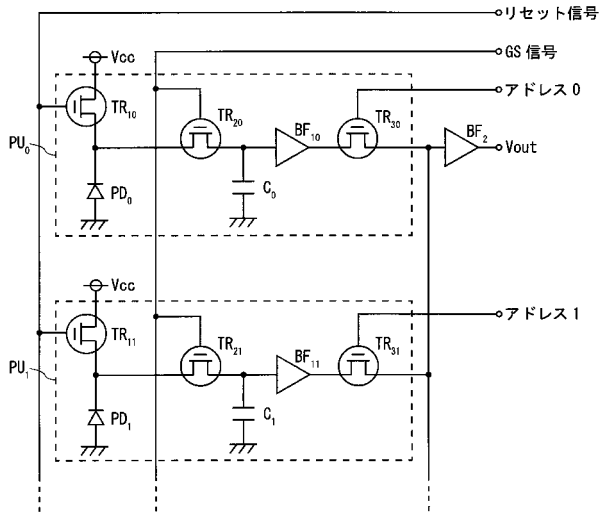 リセット信号
GS 信号
Vcc
アドレス 0
TR10
TR20
TR30
PU0
BF10
BF2
Vout
PD0
C0
Vcc
アドレス 1
TR11
TR21
TR31
PU1
BF11
PD1
C1